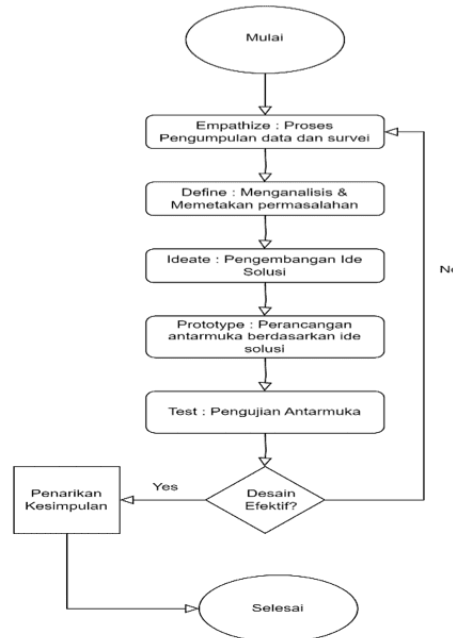 Mulai
Empathize : Proses
Pengumpulan data dan survei
Define : Menganalisis &
Memetakan permasalahan
Ideate : Pengembangan Ide
Solusi
Prototype : Perancangan
antarmuka berdasarkan ide
solusi
Test : Pengujian Antarmuka
Desain
Efektif?
Yes
No
Penarikan
Kesimpulan
Selesai